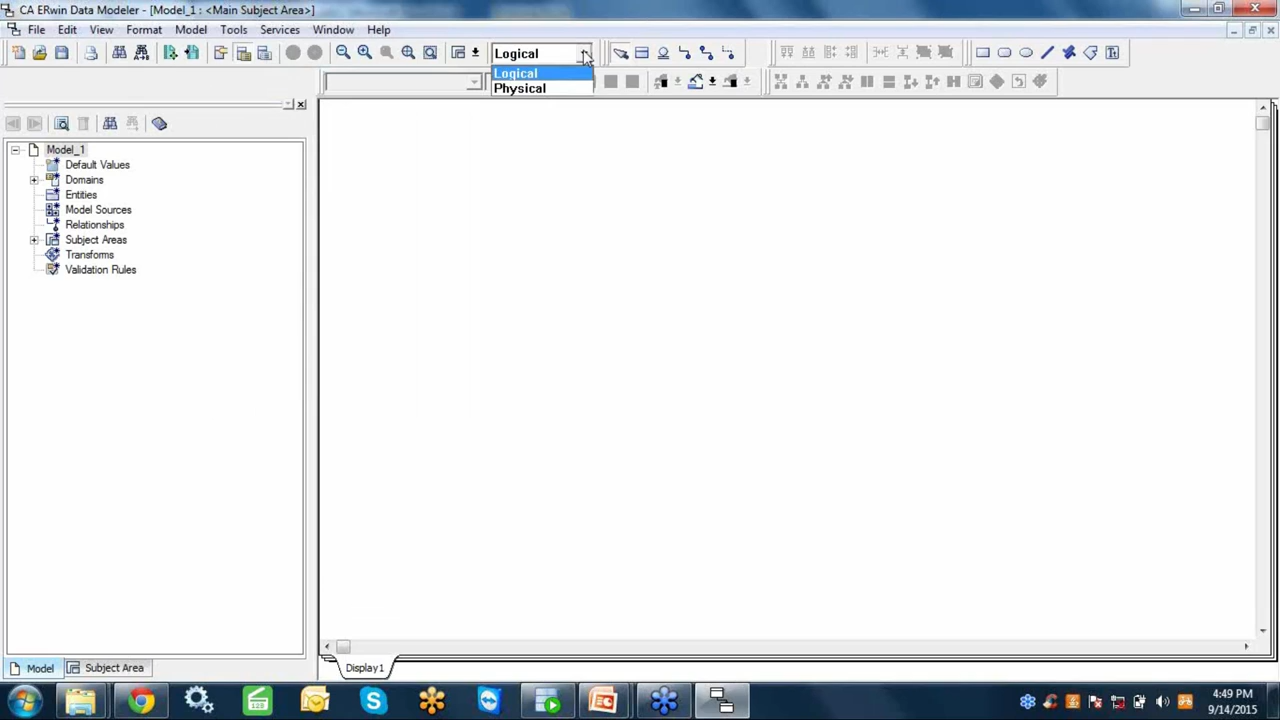 CA ERwin Data Modeler - [Model_1 : <Main Subject Area>]
File Edit View Format Model Tools Services Window Help
Logical
Logical
Physical
Model_1
Default Values
Domains
Entities
Model Sources
Relationships
Subject Areas
Transforms
Validation Rules
Model Subject Area
Display1
123
4:49 PM
9/14/2015